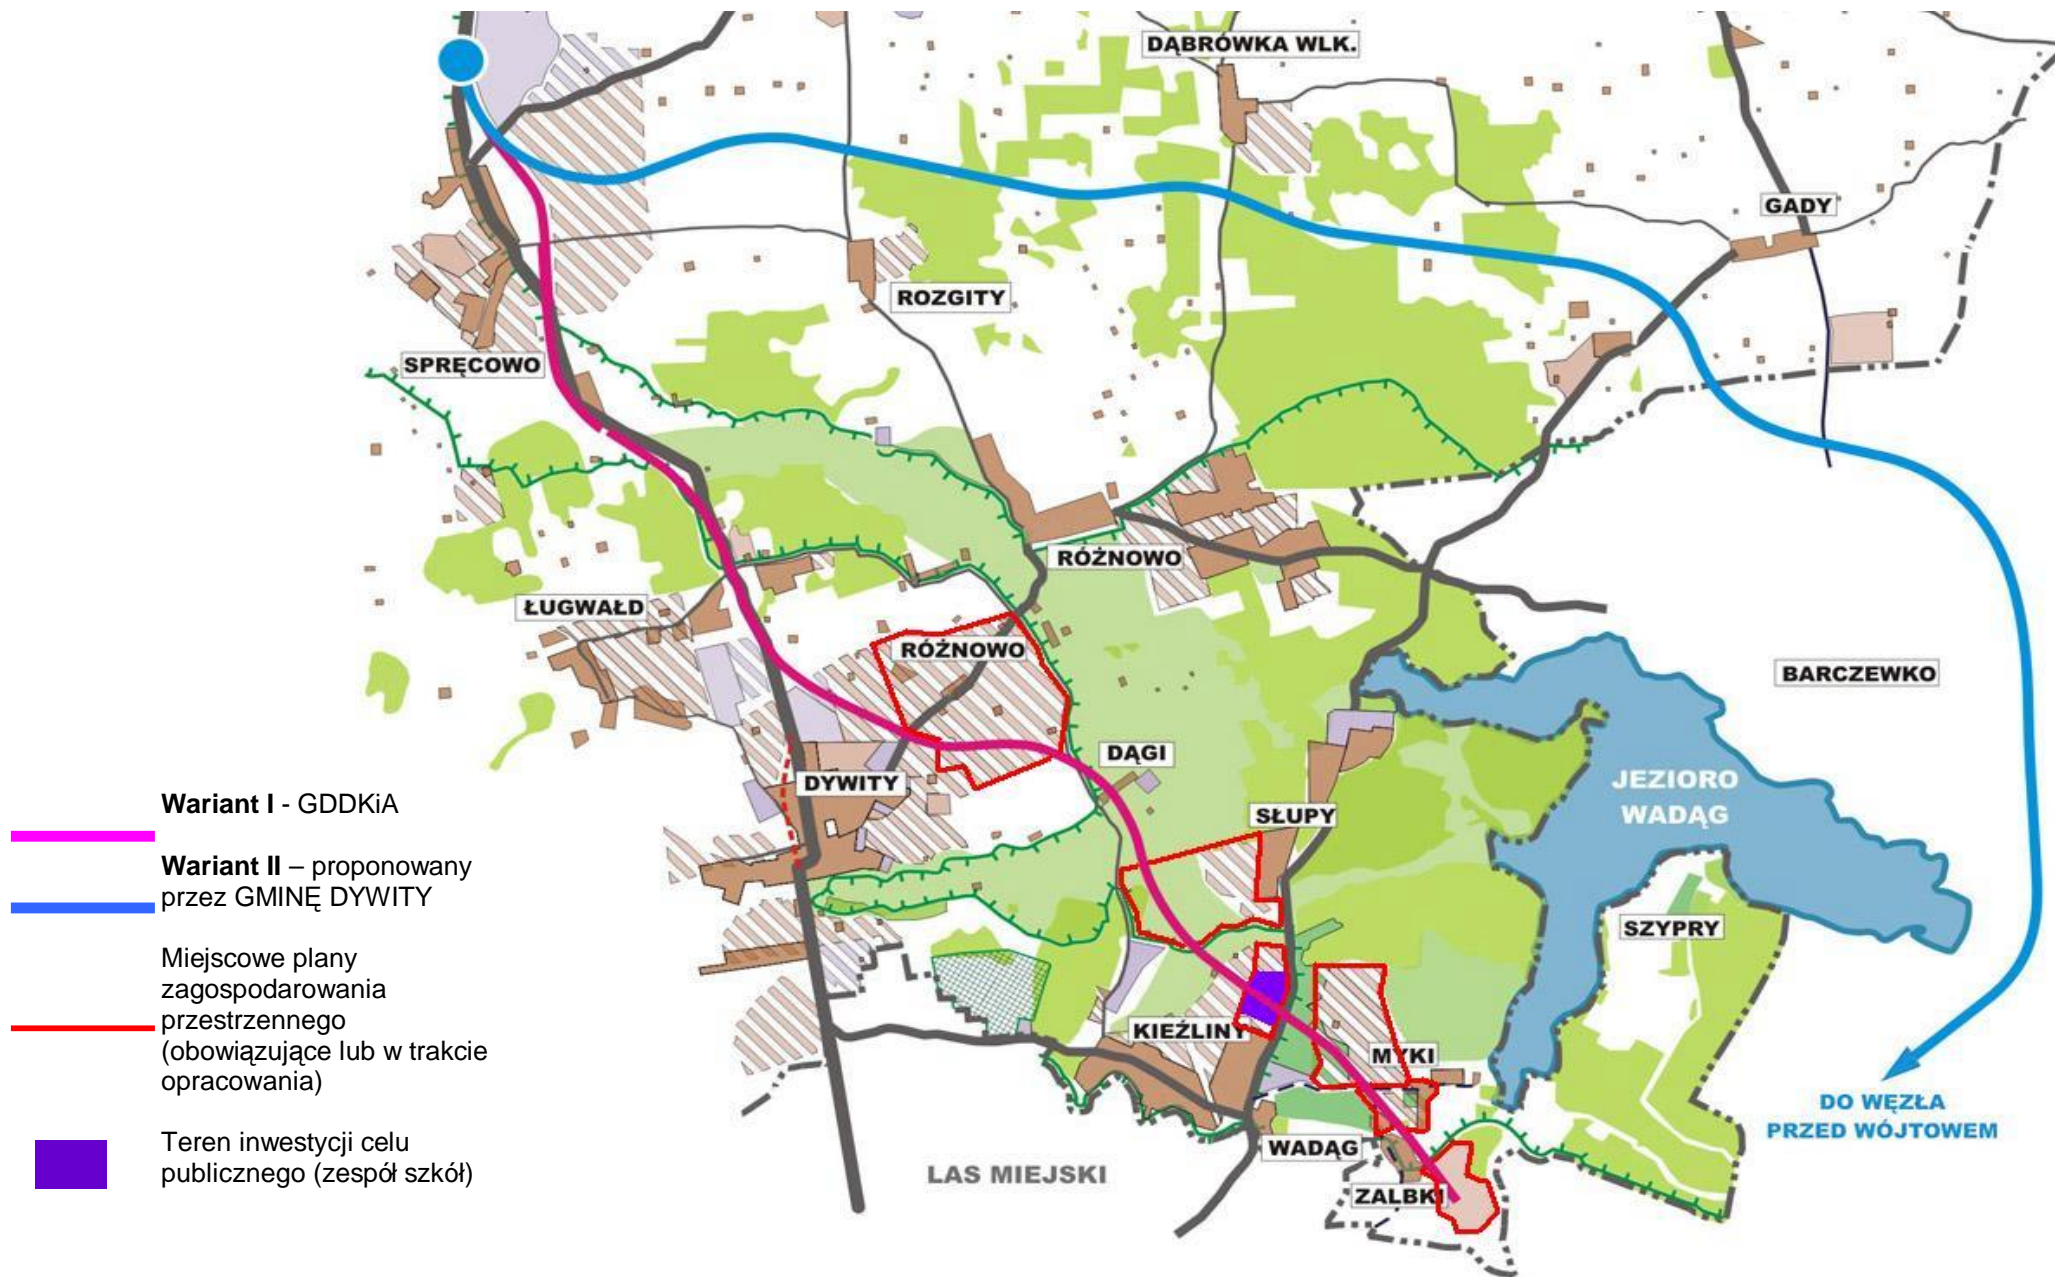 DĄBRÓWKA WLK.
GADY
ROZGITY
SPRĘCOWO
RÓŻNOWO
ŁUGWAŁD
RÓŻNOWO
BARCZEWKO
DĄGI
DYWITY
JEZIORO
WADĄG
SŁUPY
SZYPRY
KIEŹLINY
MYKI
DO WĘZŁA
PRZED WÓJTOWEM
WADĄG
LAS MIEJSKI
ZALBKI
Wariant I - GDDKiA
Wariant II – proponowany
przez GMINĘ DYWITY
Miejscowe plany
zagospodarowania
przestrzennego
(obowiązujące lub w trakcie
opracowania)
Teren inwestycji celu
publicznego (zespół szkół)